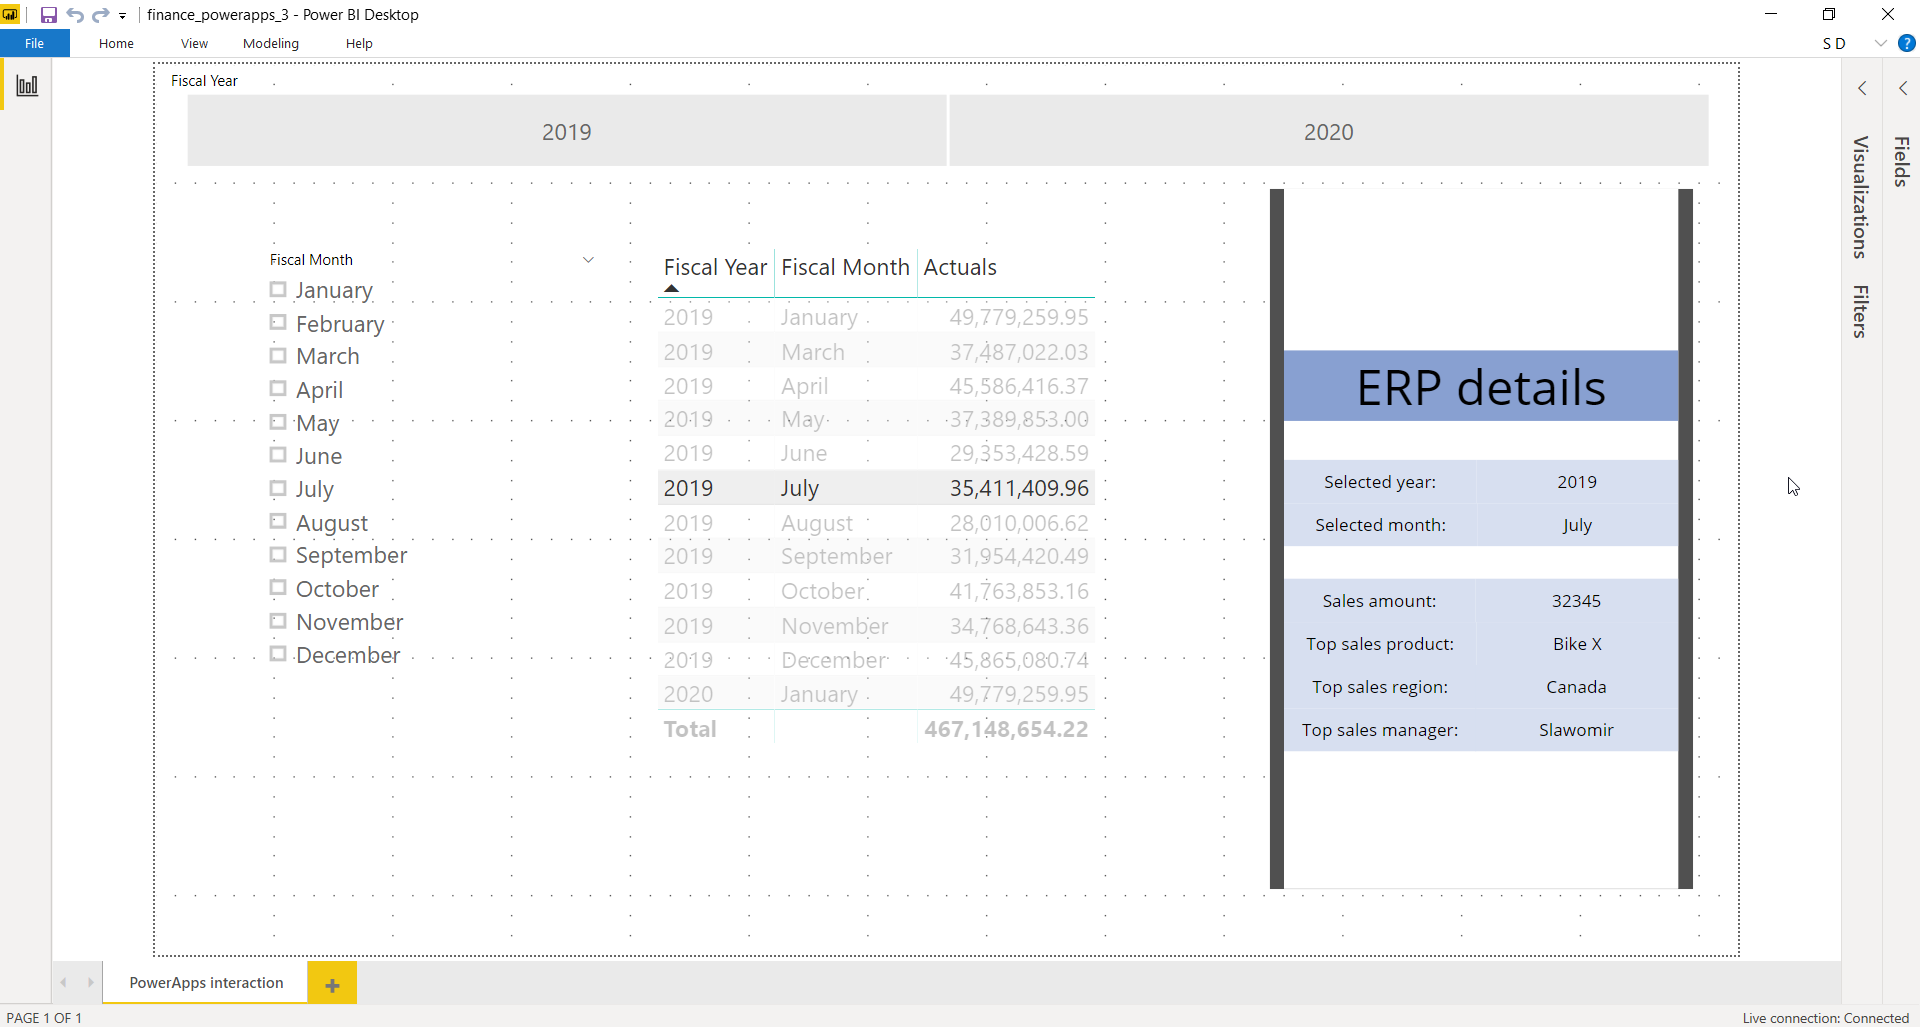 finance_powerapps_3 - Power BI Desktop
File Home View Modeling Help S D ?
Fiscal Year
2019 2020
Fiscal Month
January
February
March
April
May
June
July
August
September
October
November
December
Fiscal Year Fiscal Month Actuals
2019 January 49,779,259.95
2019 March 37,487,022.03
2019 April 45,586,416.37
2019 May 37,389,853.00
2019 June 29,353,428.59
2019 July 35,411,409.96
2019 August 28,010,006.62
2019 September 31,954,420.49
2019 October 41,763,853.16
2019 November 34,768,643.36
2019 December 45,865,080.74
2020 January 49,779,259.95
Total 467,148,654.22
ERP details
Selected year: 2019
Selected month: July
Sales amount: 32345
Top sales product: Bike X
Top sales region: Canada
Top sales manager: Slawomir
Visualizations
Filters
Fields
PowerApps interaction
PAGE 1 OF 1
Live connection: Connected